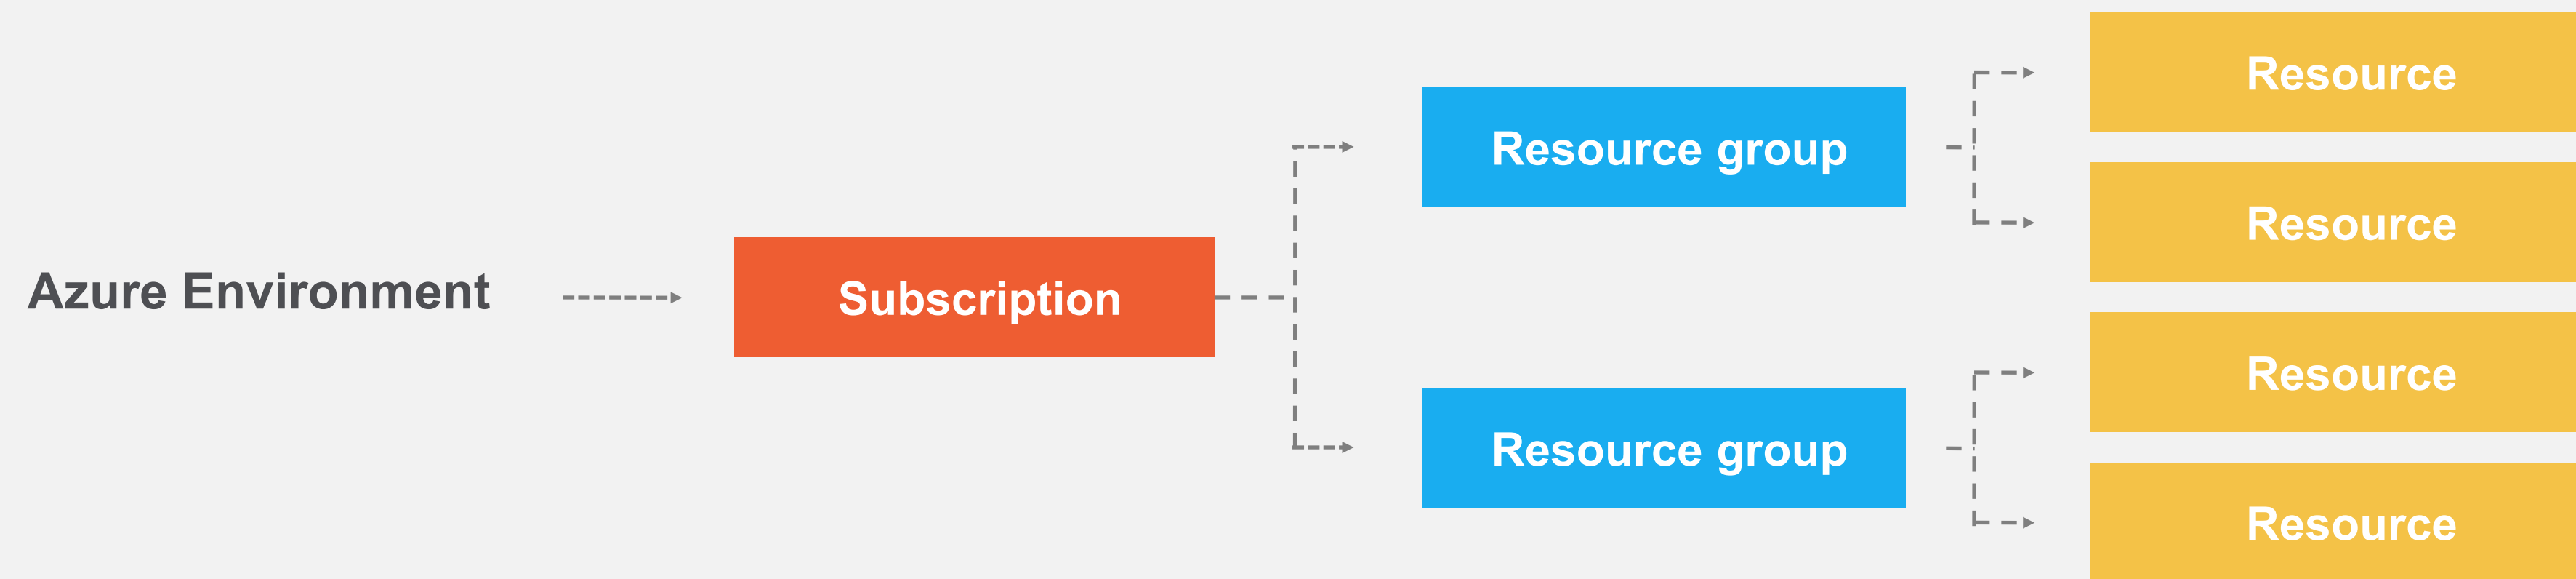 Azure Environment
Subscription
Resource group
Resource group
Resource
Resource
Resource
Resource